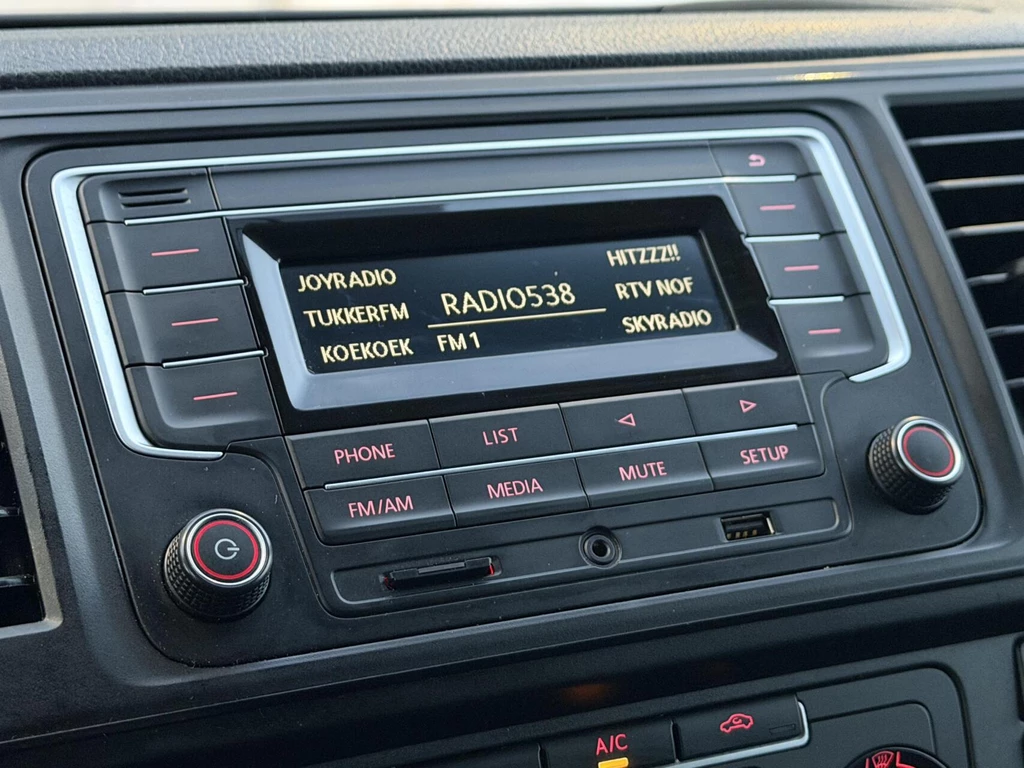 JOYRADIO
TUKKERFM
KOEKOEK
RADIO538
FM1
HITZZZ!!
RTV NOF
SKYRADIO
PHONE
LIST
FM/AM
MEDIA
MUTE
SETUP
A/C